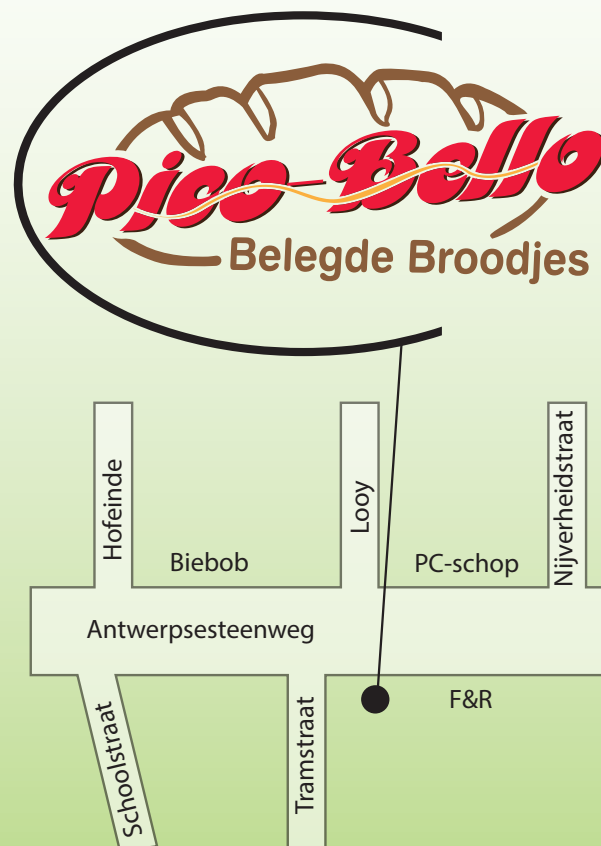 Pico Bello
Belegde Broodjes
Hofeinde
Looy
Nijverheidstraat
Biebob
PC-schop
Antwerpsesteenweg
F&R
Schoolstraat
Tramstraat